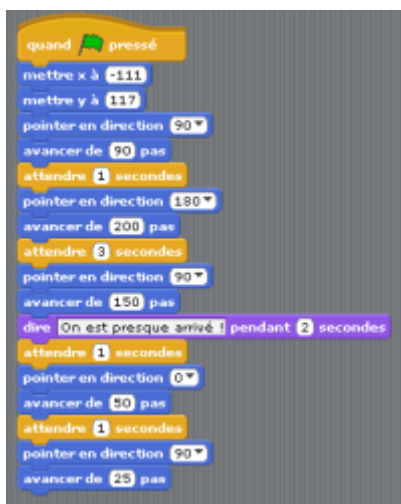 quand pressé
mettre x à -111
mettre y à 117
pointer en direction 90
avancer de 90 pas
attendre 1 secondes
pointer en direction 180
avancer de 200 pas
attendre 3 secondes
pointer en direction 90
avancer de 150 pas
dire On est presque arrivé ! pendant 2 secondes
attendre 1 secondes
pointer en direction 0
avancer de 50 pas
attendre 1 secondes
pointer en direction 90
avancer de 25 pas